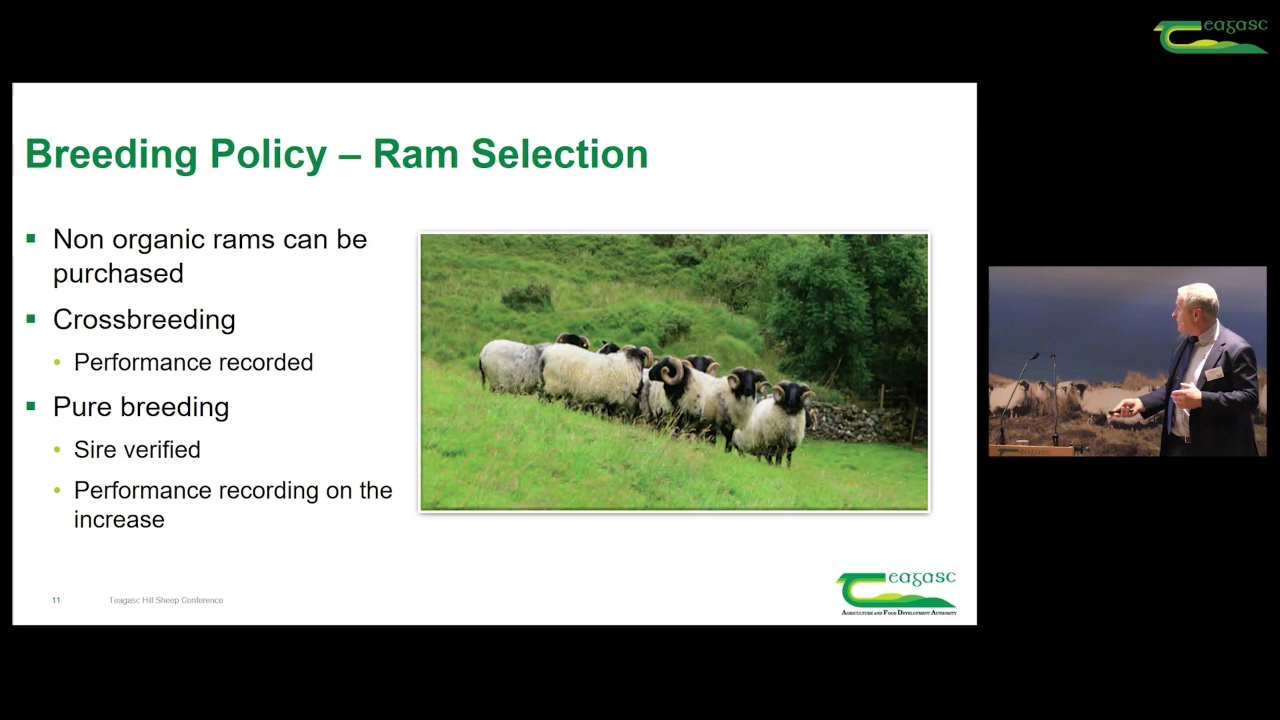 Teagasc
Breeding Policy – Ram Selection
Non organic rams can be
purchased
Crossbreeding
Performance recorded
Pure breeding
Sire verified
Performance recording on the
increase
11
Teagasc Hill Sheep Conference
Teagasc
AGRICULTURE AND FOOD DEVELOPMENT AUTHORITY